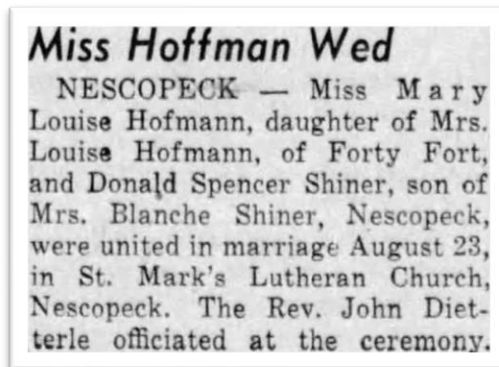 Miss Hoffman Wed
NESCOPECK — Miss Mary
Louise Hofmann, daughter of Mrs.
Louise Hofmann, of Forty Fort,
and Donald Spencer Shiner, son of
Mrs. Blanche Shiner, Nescopeck,
were united in marriage August 23,
in St. Mark's Lutheran Church,
Nescopeck. The Rev. John Diet-
terle officiated at the ceremony.